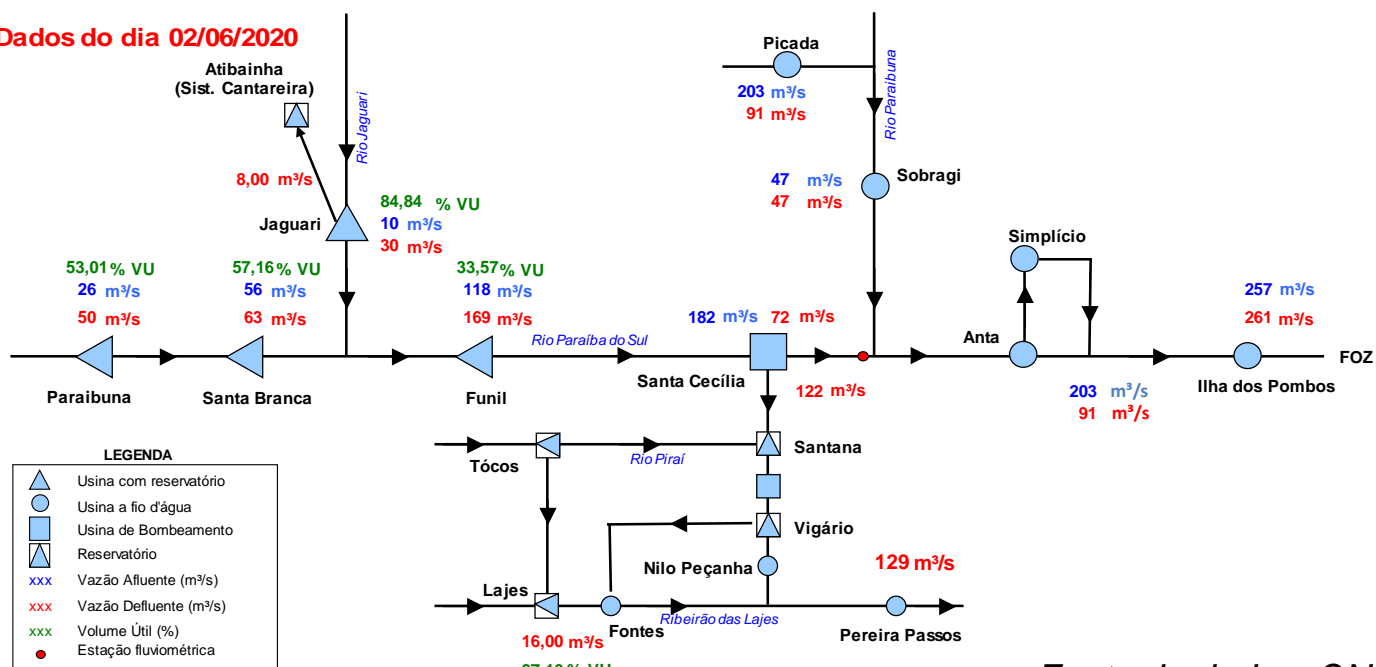 Dados do dia 02/06/2020
Atibainha
(Sist. Cantareira)
Rio Jaguari
8,00 m³/s
Jaguari
84,84 % VU
10 m³/s
30 m³/s
Picada
203 m³/s
91 m³/s
Rio Paraibuna
Sobragi
47 m³/s
47 m³/s
Simplício
53,01 % VU
26 m³/s
50 m³/s
Paraibuna
57,16 % VU
56 m³/s
63 m³/s
Santa Branca
33,57 % VU
118 m³/s
169 m³/s
Funil
Rio Paraíba do Sul
182 m³/s 72 m³/s
Santa Cecília
122 m³/s
Anta
203 m³/s
91 m³/s
257 m³/s
261 m³/s
Ilha dos Pombos
FOZ
Tócos
Rio Piraí
Santana
Vigário
Nilo Peçanha
129 m³/s
Lajes
Fontes
Ribeirão das Lajes
Pereira Passos
16,00 m³/s
LEGENDA
Usina com reservatório
Usina a fio d'água
Usina de Bombeamento
Reservatório
xxx Vazão Afluente (m³/s)
xxx Vazão Defluente (m³/s)
xxx Volume Útil (%)
Estação fluviométrica